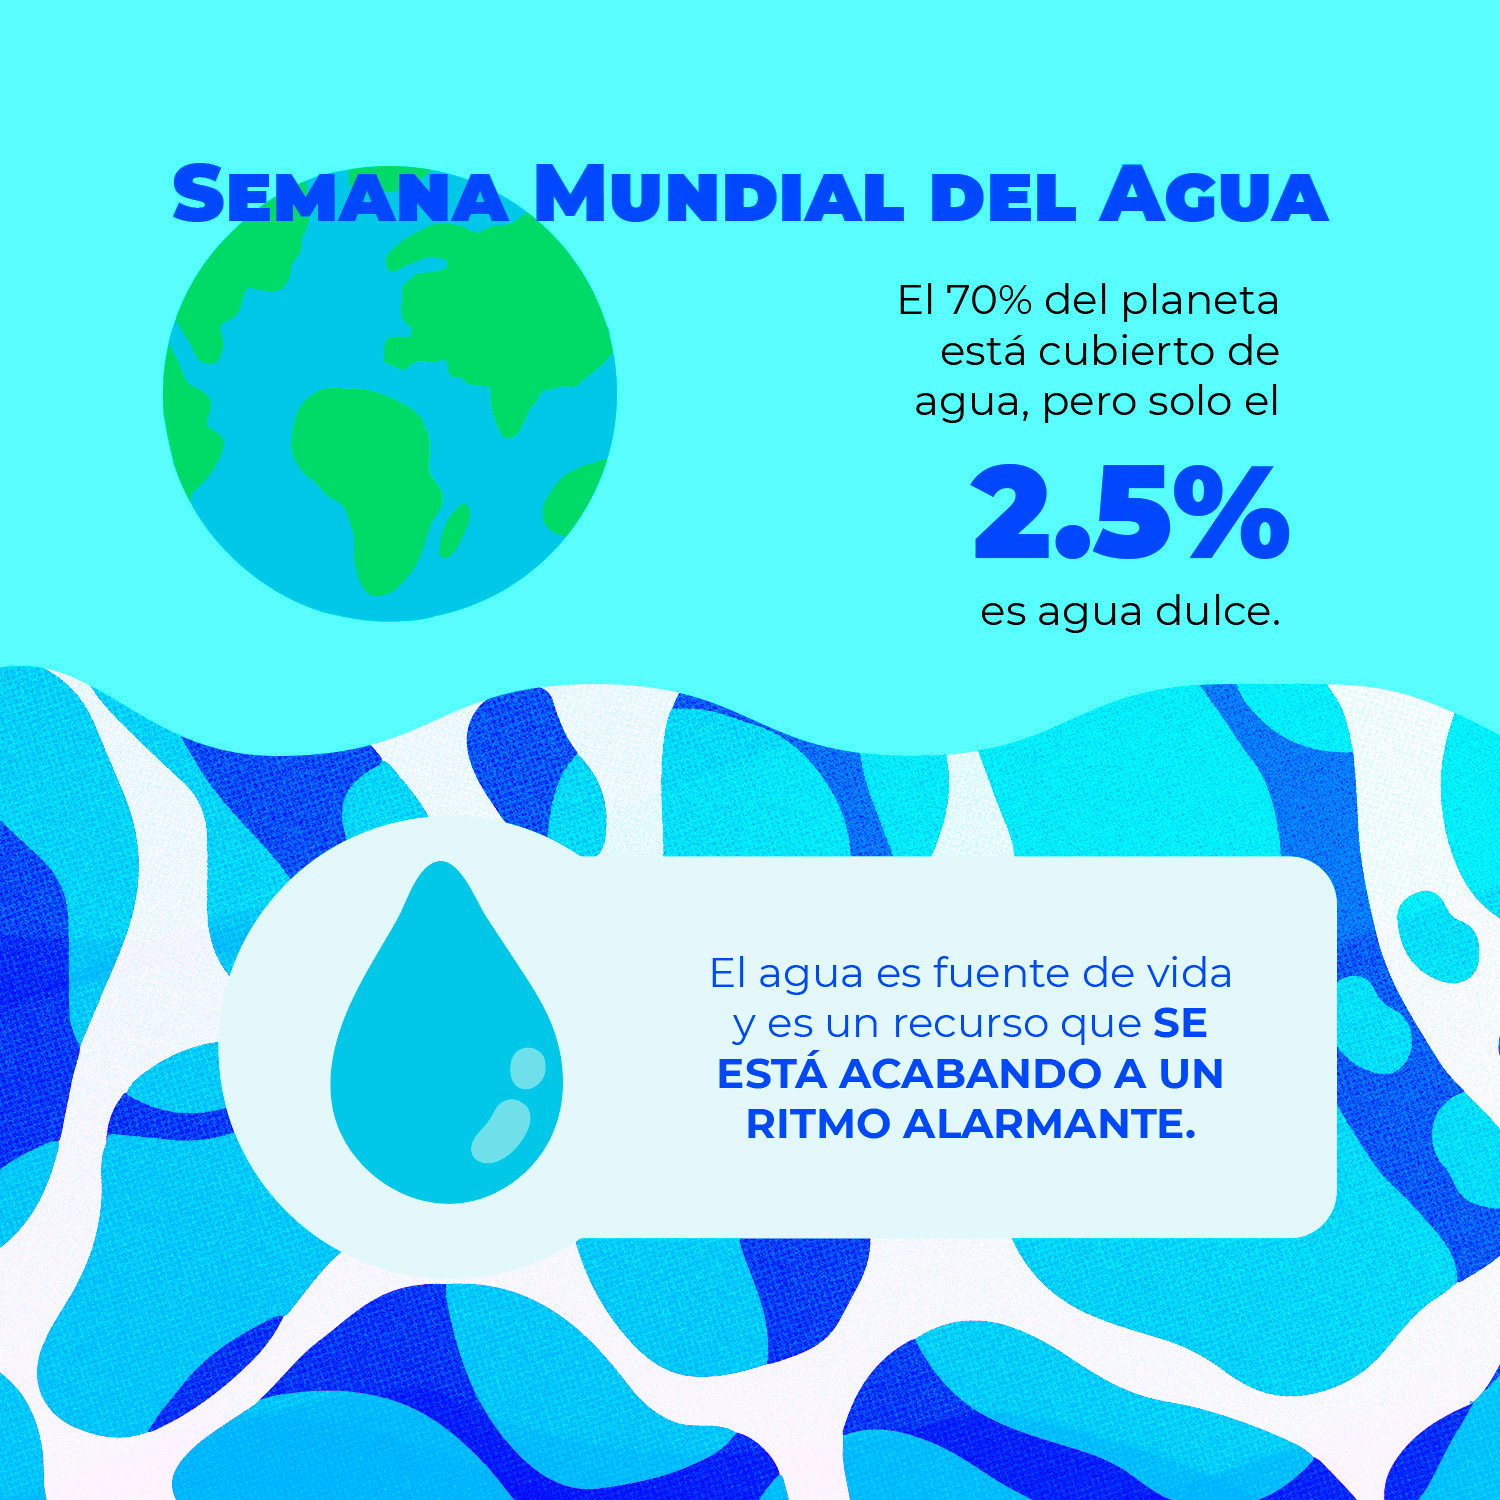 Semana Mundial del Agua
El 70% del planeta
está cubierto de
agua, pero solo el
2.5%
es agua dulce.
El agua es fuente de vida
y es un recurso que SE
ESTÁ ACABANDO A UN
RITMO ALARMANTE.